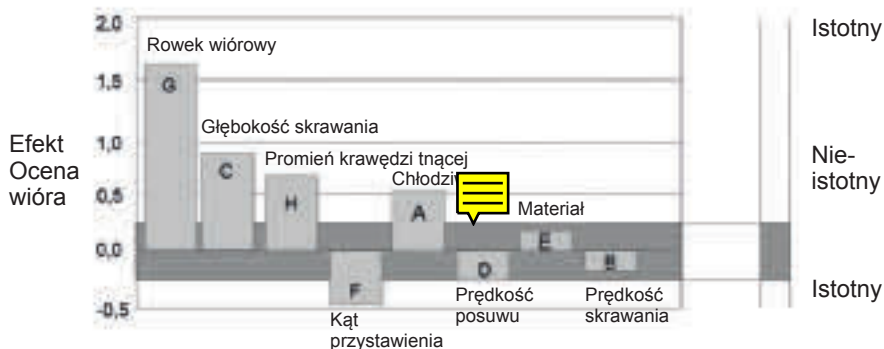 2.0
Istotny
Rowek wiórowy
1.5
G
Głębokość skrawania
1,0
Efekt
Ocena
wióra
Promień krawędzi tnącej
Nie-
istotny
C
Chłodziw
H
0.5
A
Materiał
E
0.0
B
D
F
Istotny
-0,5
Prędkość
posuwu
Prędkość
skrawania
Kąt
przystawienia